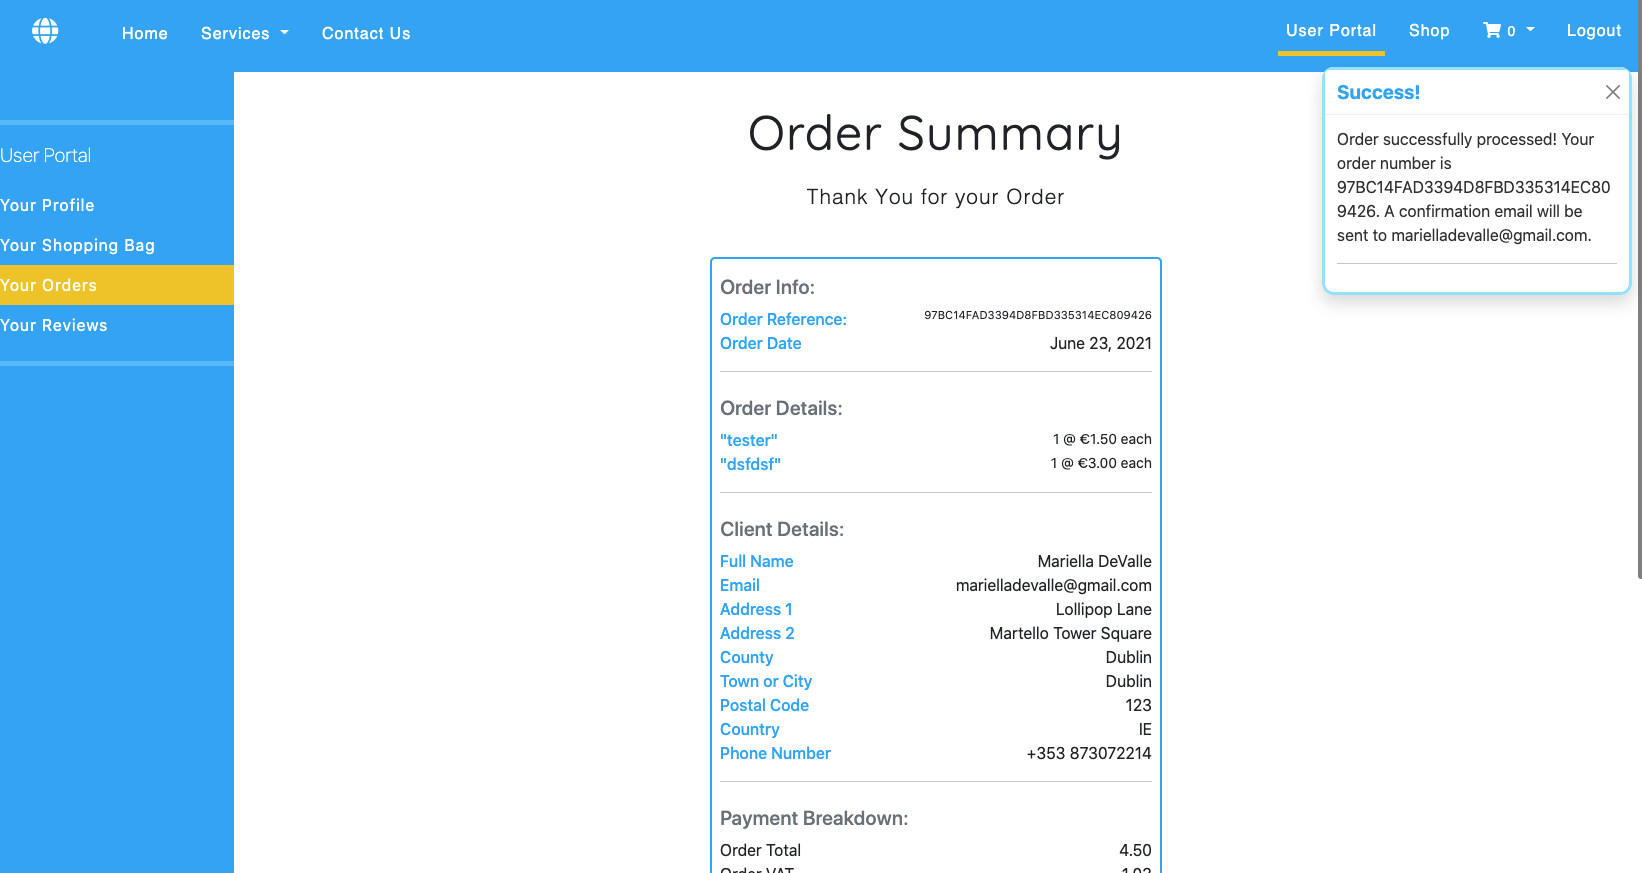 Home Services Contact Us User Portal Shop 0 Logout
User Portal
Your Profile
Your Shopping Bag
Your Orders
Your Reviews
Order Summary
Thank You for your Order
Order Info:
Order Reference: 97BC14FAD3394D8FBD335314EC809426
Order Date June 23, 2021
Order Details:
"tester" 1 @ €1.50 each
"dsfdsf" 1 @ €3.00 each
Client Details:
Full Name Mariella DeValle
Email marielladevalle@gmail.com
Address 1 Lollipop Lane
Address 2 Martello Tower Square
County Dublin
Town or City Dublin
Postal Code 123
Country IE
Phone Number +353 873072214
Payment Breakdown:
Order Total 4.50
Order VAT
Success!
Order successfully processed! Your
order number is
97BC14FAD3394D8FBD335314EC80
9426. A confirmation email will be
sent to marielladevalle@gmail.com.